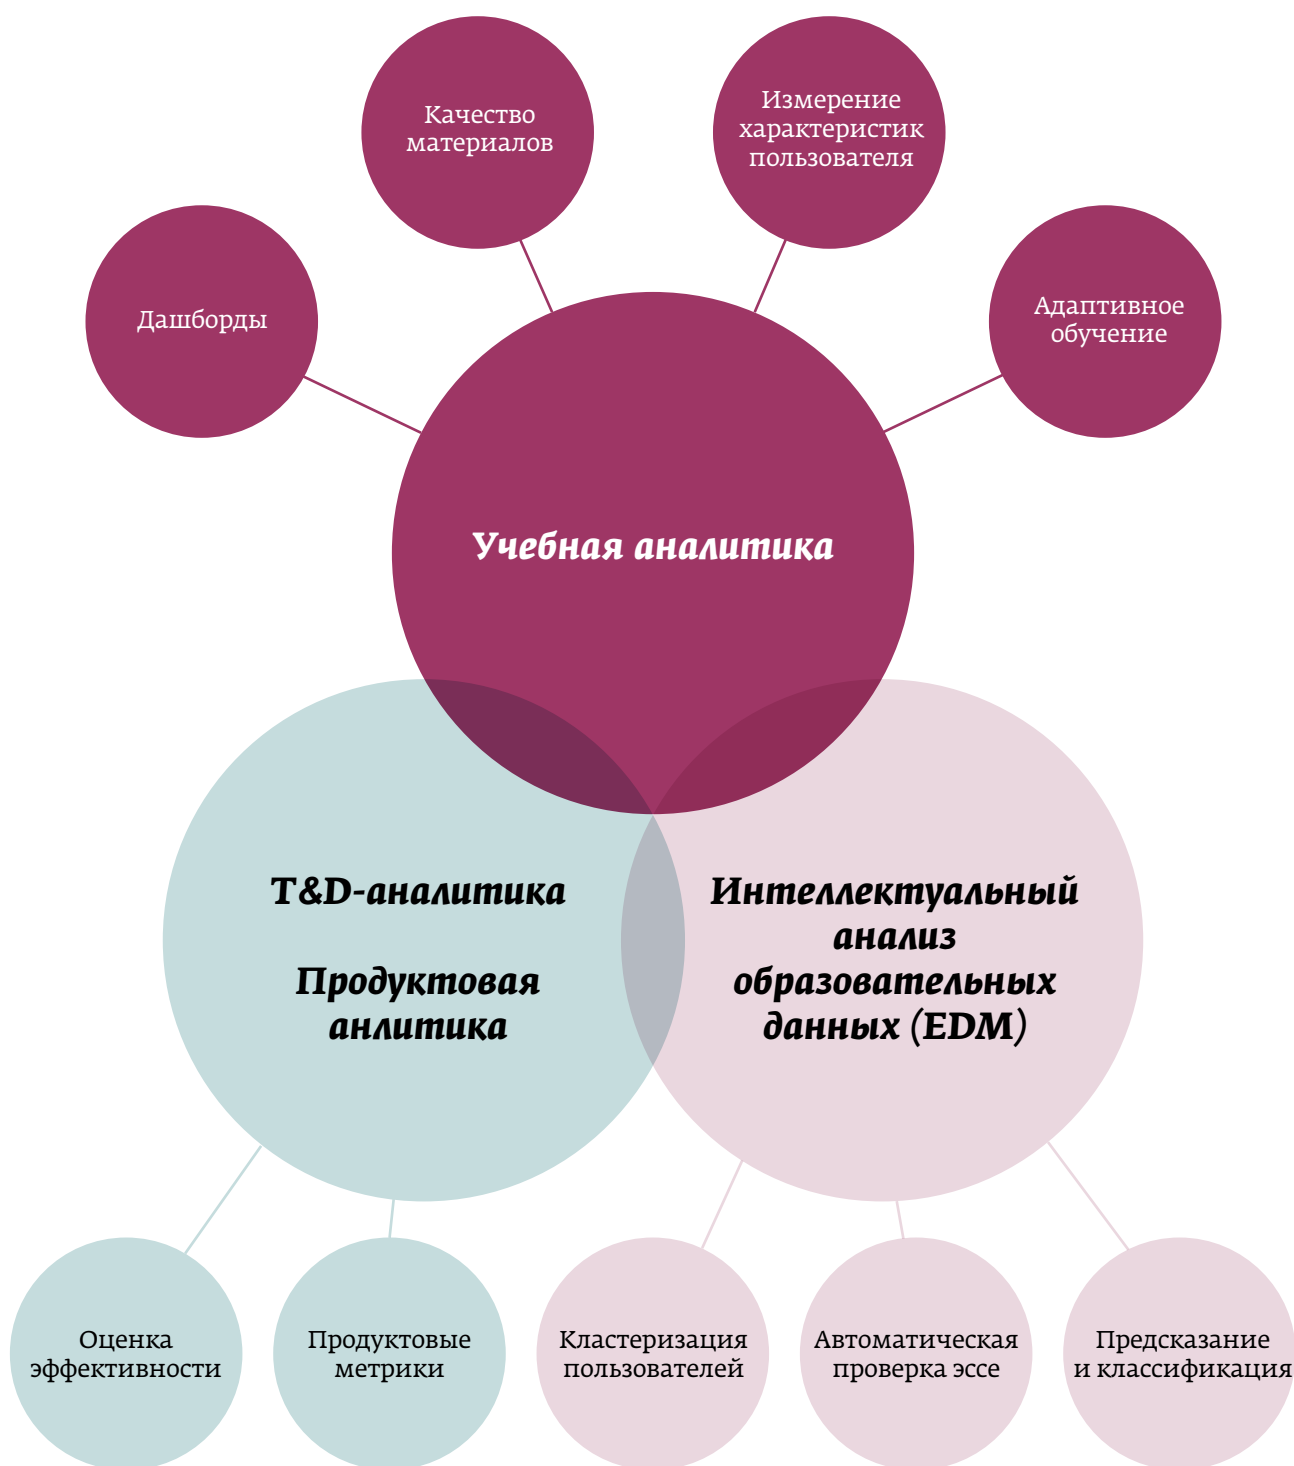 Качество
материалов
Измерение
характеристик
пользователя
Дашборды
Адаптивное
обучение
Учебная аналитика
T&D-аналитика
Продуктовая
анлитика
Интеллектуальный
анализ
образовательных
данных (EDM)
Оценка
эффективности
Продуктовые
метрики
Кластеризация
пользователей
Автоматическая
проверка эссе
Предсказание
и классификация